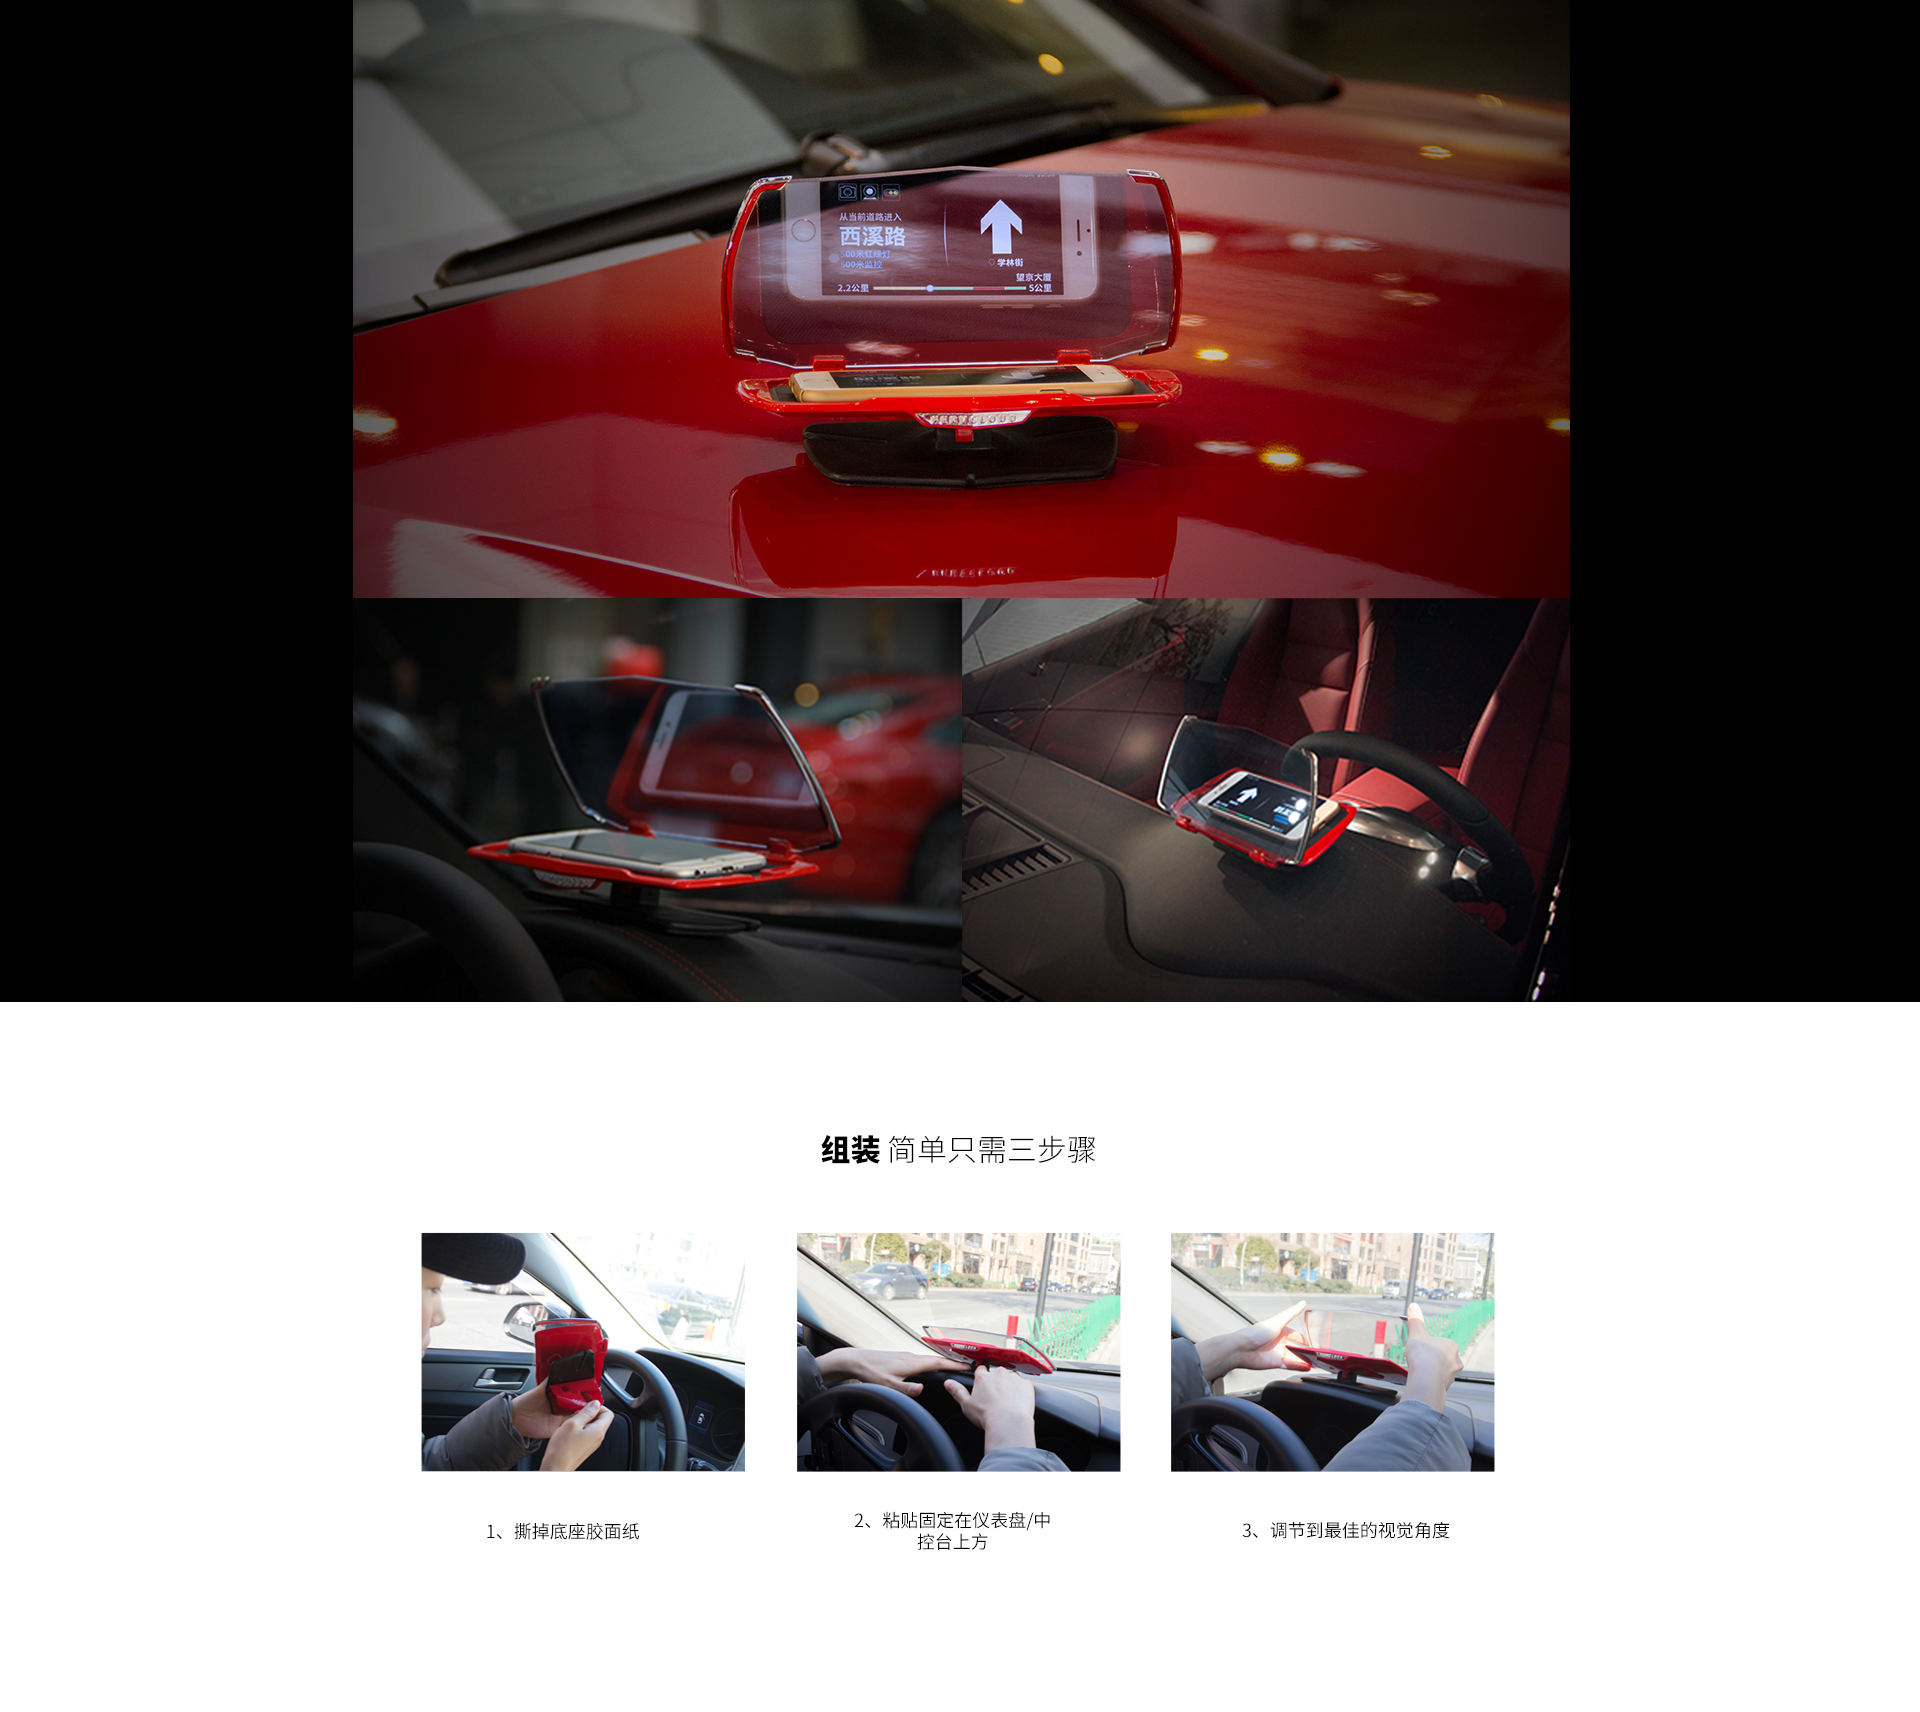 从当前道路进入
西溪路
500米红绿灯
500米监控
学林街
望京大厦
2.2公里
5公里
组装 简单只需三步骤
1、撕掉底座胶面纸
2、粘贴固定在仪表盘/中
控台上方
3、调节到最佳的视觉角度